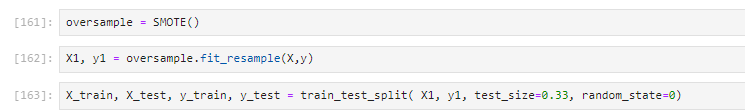 [161]: oversample = SMOTE()
[162]: X1, y1 = oversample.fit_resample(X,y)
[163]: X_train, X_test, y_train, y_test = train_test_split( X1, y1, test_size=0.33, random_state=0)